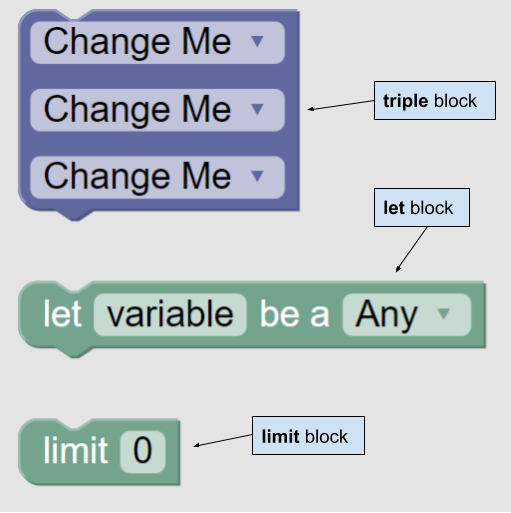 Change Me
Change Me
triple block
Change Me
let block
let variable be a Any
limit 0
limit block